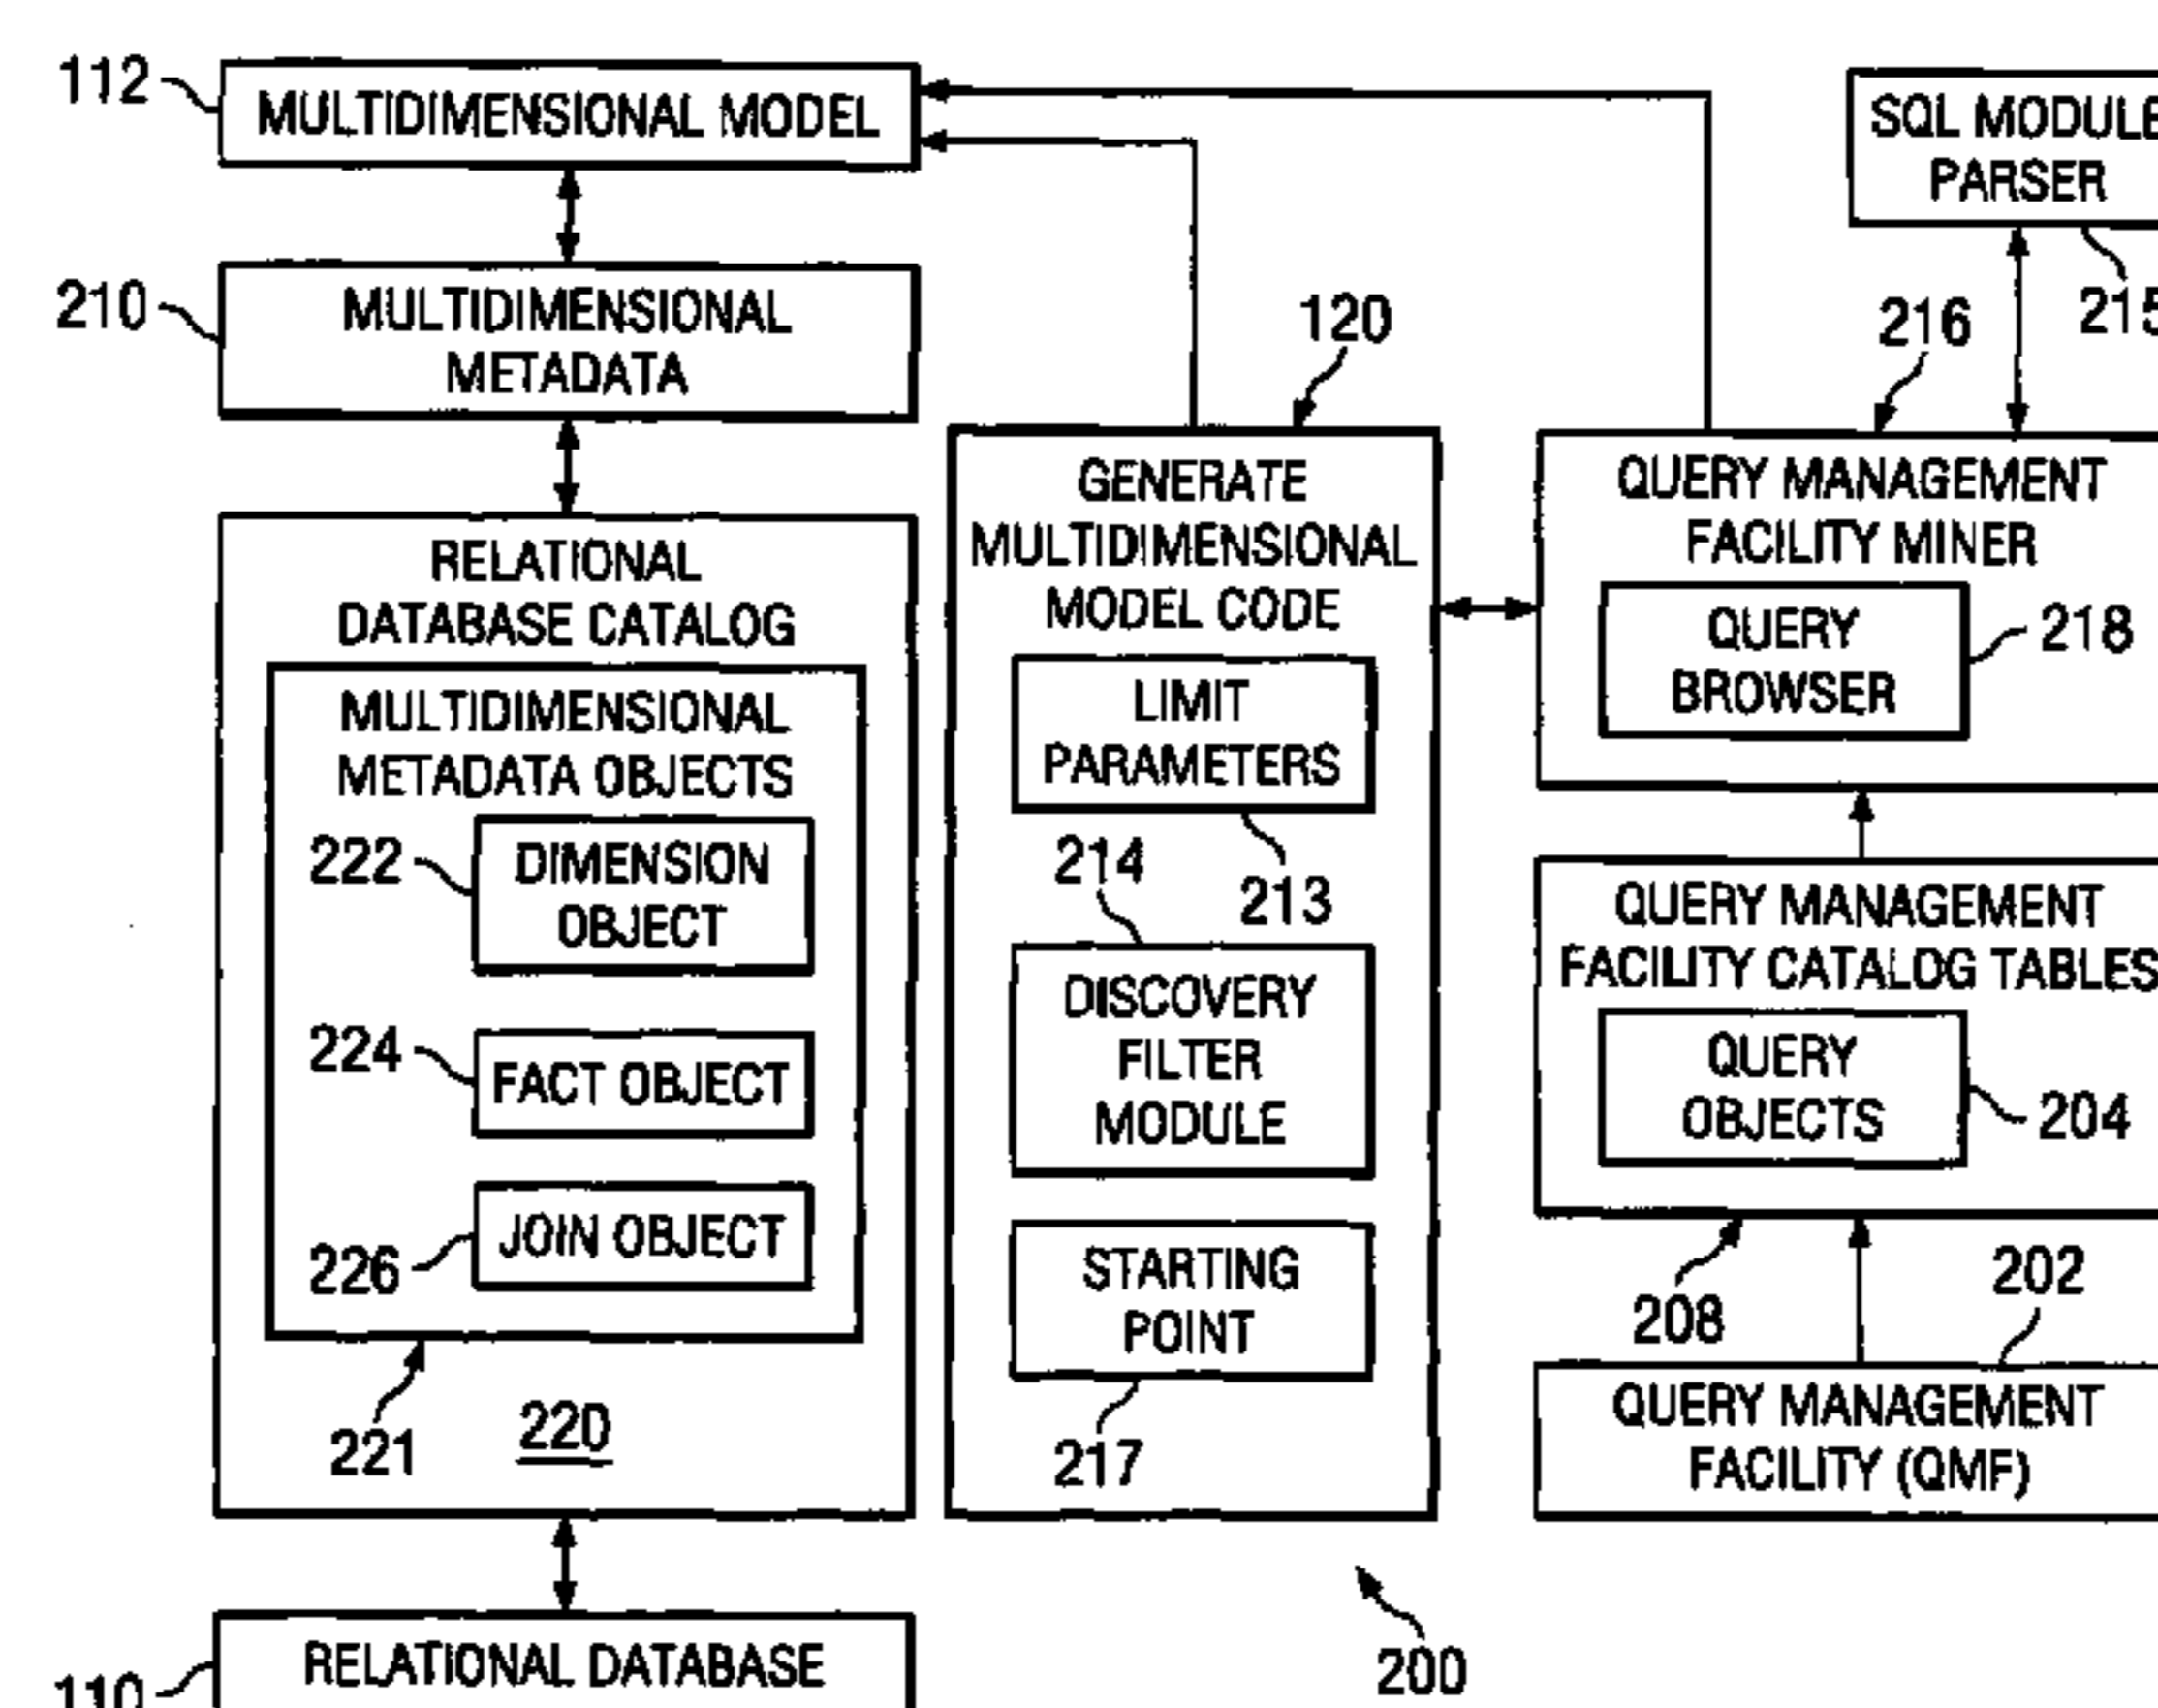 112
MULTIDIMENSIONAL MODEL
SQL MODULE
PARSER
215
210
MULTIDIMENSIONAL
METADATA
120
216
RELATIONAL
DATABASE CATALOG
MULTIDIMENSIONAL
METADATA OBJECTS
222
DIMENSION
OBJECT
224
FACT OBJECT
226
JOIN OBJECT
221
220
GENERATE
MULTIDIMENSIONAL
MODEL CODE
LIMIT
PARAMETERS
213
214
DISCOVERY
FILTER
MODULE
STARTING
POINT
217
QUERY MANAGEMENT
FACILITY MINER
QUERY
BROWSER
218
QUERY MANAGEMENT
FACILITY CATALOG TABLES
QUERY
OBJECTS
204
208
202
QUERY MANAGEMENT
FACILITY (QMF)
110
RELATIONAL DATABASE
200